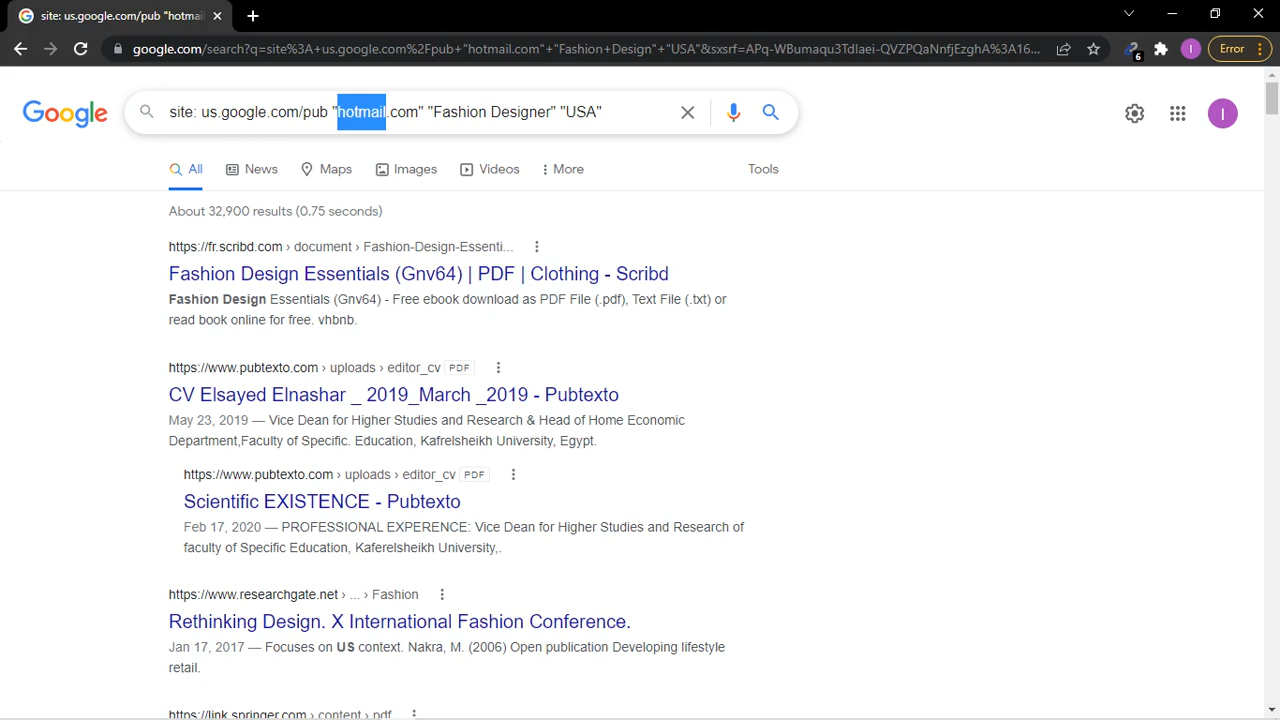 site: us.google.com/pub "hotmai
google.com/search?q=site%3A+us.google.com%2Fpub+"hotmail.com"+"Fashion+Design"+"USA"&sxsrf=APq-WBumaqu3TdIaei-QVZPQaNnfjEzghA%3A16...
6
I
Error
Google
site: us.google.com/pub "hotmail.com" "Fashion Designer" "USA"
I
All
News
Maps
Images
Videos
More
Tools
About 32,900 results (0.75 seconds)
https://fr.scribd.com › document › Fashion-Design-Essenti...
Fashion Design Essentials (Gnv64) | PDF | Clothing - Scribd
Fashion Design Essentials (Gnv64) - Free ebook download as PDF File (.pdf), Text File (.txt) or
read book online for free. vhbnb.
https://www.pubtexto.com › uploads › editor_cv PDF
CV Elsayed Elnashar _ 2019_March _2019 - Pubtexto
May 23, 2019 — Vice Dean for Higher Studies and Research & Head of Home Economic
Department,Faculty of Specific. Education, Kafrelsheikh University, Egypt.
https://www.pubtexto.com › uploads › editor_cv PDF
Scientific EXISTENCE - Pubtexto
Feb 17, 2020 — PROFESSIONAL EXPERENCE: Vice Dean for Higher Studies and Research of
faculty of Specific Education, Kaferelsheikh University,.
https://www.researchgate.net › ... › Fashion
Rethinking Design. X International Fashion Conference.
Jan 17, 2017 — Focuses on US context. Nakra, M. (2006) Open publication Developing lifestyle
retail.
https://link.springer.com › content › pdf